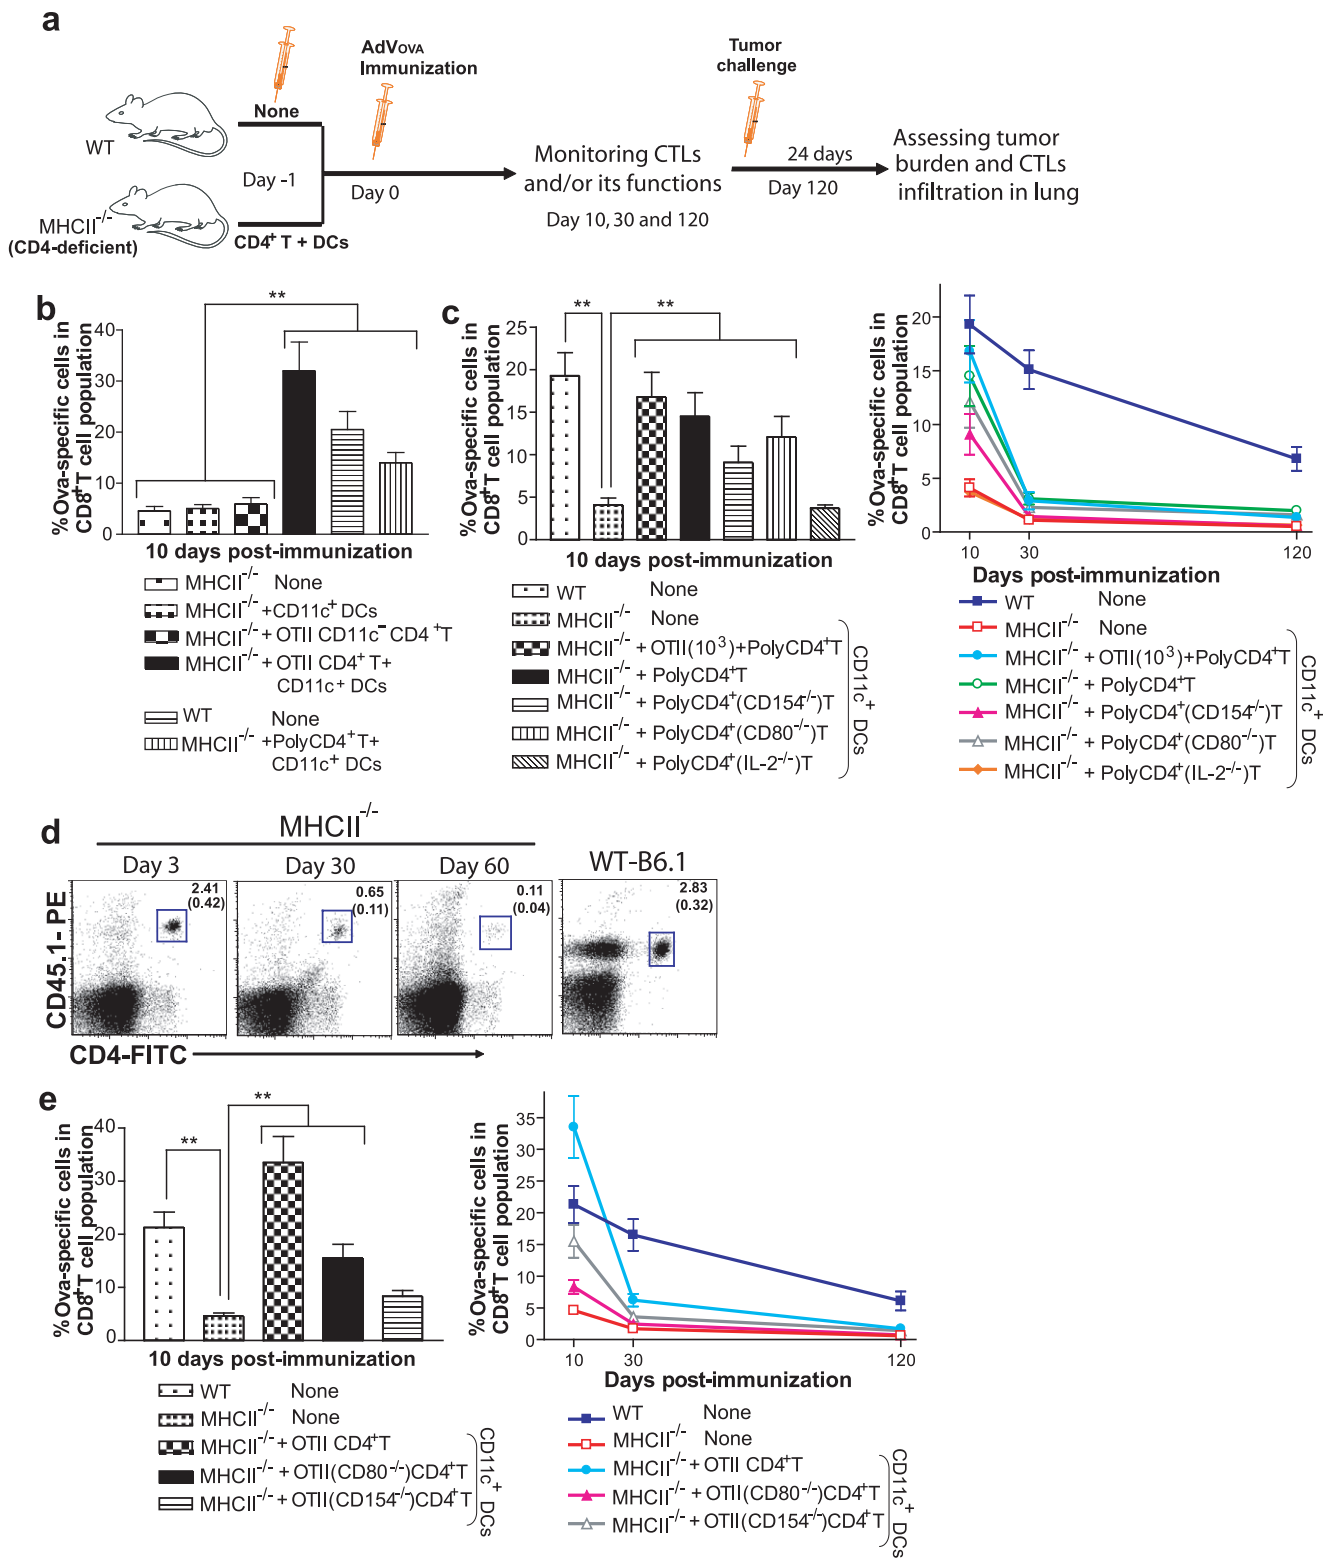 a
AdVOVA
Immunization
Tumor
challenge
None
WT
Day -1
Day 0
Monitoring CTLs
and/or its functions
Day 10, 30 and 120
24 days
Day 120
Assessing tumor
burden and CTLs
infiltration in lung
MHCII-/-
(CD4-deficient)
CD4+ T + DCs
b
**
%Ova-specific cells in
CD8+T cell population
40
30
20
10
0
10 days post-immunization
MHCII-/- None
MHCII-/- +CD11c+ DCs
MHCII-/- + OTII CD11c- CD4+T
MHCII-/- + OTII CD4+T+
CD11c+ DCs
WT None
MHCII-/- +PolyCD4+T+
CD11c+ DCs
c
** **
%Ova-specific cells in
CD8+T cell population
25
20
15
10
5
0
10 days post-immunization
WT None
MHCII-/- None
MHCII-/- + OTII(10³)+PolyCD4+T
MHCII-/- + PolyCD4+T
MHCII-/- + PolyCD4+(CD154-/-)T
MHCII-/- + PolyCD4+(CD80-/-)T
MHCII-/- + PolyCD4+(IL-2-/-)T
CD11c+ DCs
%Ova-specific cells in
CD8+T cell population
20
15
10
5
0
10 30 120
Days post-immunization
WT None
MHCII-/- None
MHCII-/- + OTII(10³)+PolyCD4+T
MHCII-/- + PolyCD4+T
MHCII-/- + PolyCD4+(CD154-/-)T
MHCII-/- + PolyCD4+(CD80-/-)T
MHCII-/- + PolyCD4+(IL-2-/-)T
CD11c+ DCs
d
MHCII-/-
Day 3 Day 30 Day 60 WT-B6.1
2.41
(0.42)
0.65
(0.11)
0.11
(0.04)
2.83
(0.32)
CD45.1- PE
CD4-FITC
e
** **
%Ova-specific cells in
CD8+T cell population
40
30
20
10
0
10 days post-immunization
WT None
MHCII-/- None
MHCII-/- + OTII CD4+T
MHCII-/- + OTII(CD80-/-)CD4+T
MHCII-/- + OTII(CD154-/-)CD4+T
CD11c+ DCs
%Ova-specific cells in
CD8+T cell population
35
30
25
20
15
10
5
0
10 30 120
Days post-immunization
WT None
MHCII-/- None
MHCII-/- + OTII CD4+T
MHCII-/- + OTII(CD80-/-)CD4+T
MHCII-/- + OTII(CD154-/-)CD4+T
CD11c+ DCs